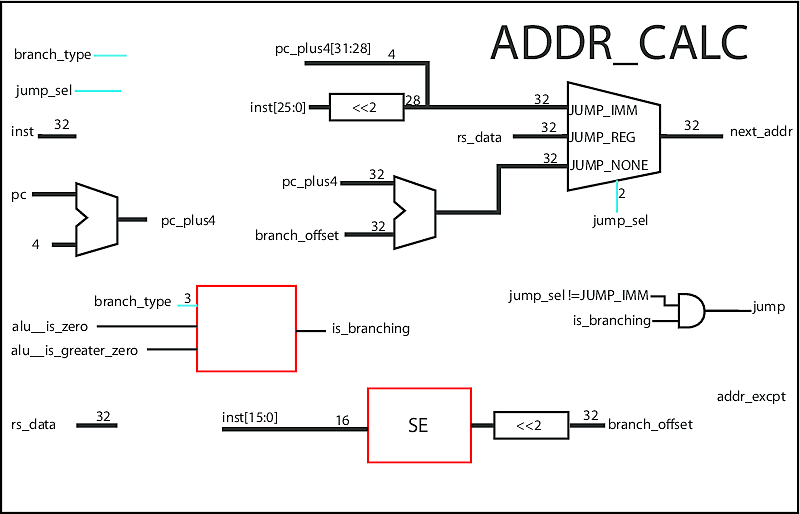 ADDR_CALC
branch_type
jump_sel
inst 32
pc_plus4[31:28] 4
inst[25:0] <<2 28 32 JUMP_IMM
rs_data 32 JUMP_REG 32 next_addr
32 JUMP_NONE
2
jump_sel
pc
4
pc_plus4
pc_plus4 32
branch_offset 32
branch_type 3
alu__is_zero
alu__is_greater_zero
is_branching
jump_sel !=JUMP_IMM
is_branching
jump
addr_excpt
rs_data 32
inst[15:0] 16 SE <<2 32 branch_offset